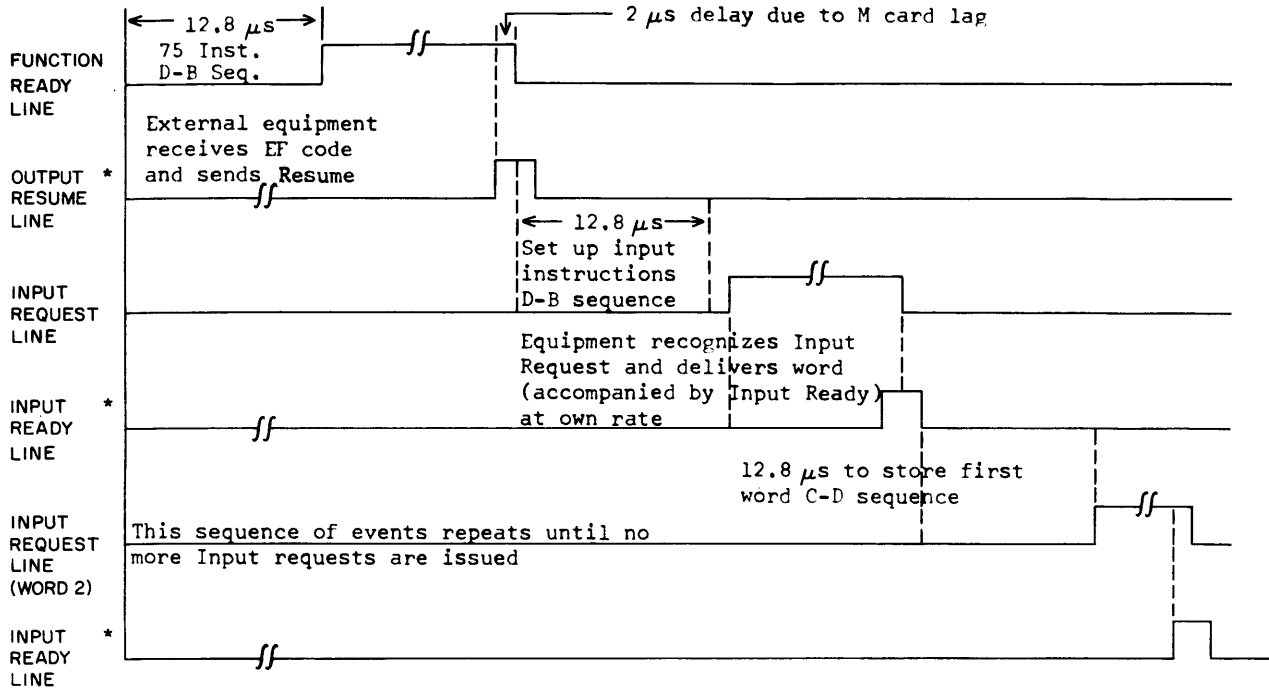 12.8 μs
75 Inst.
D-B Seq.
2 μs delay due to M card lag
FUNCTION
READY
LINE
External equipment
receives EF code
and sends Resume
OUTPUT *
RESUME
LINE
12.8 μs
Set up input
instructions
D-B sequence
INPUT
REQUEST
LINE
Equipment recognizes Input
Request and delivers word
(accompanied by Input Ready)
at own rate
INPUT *
READY
LINE
12.8 μs to store first
word C-D sequence
INPUT
REQUEST
LINE
(WORD 2)
This sequence of events repeats until no
more Input requests are issued
INPUT *
READY
LINE